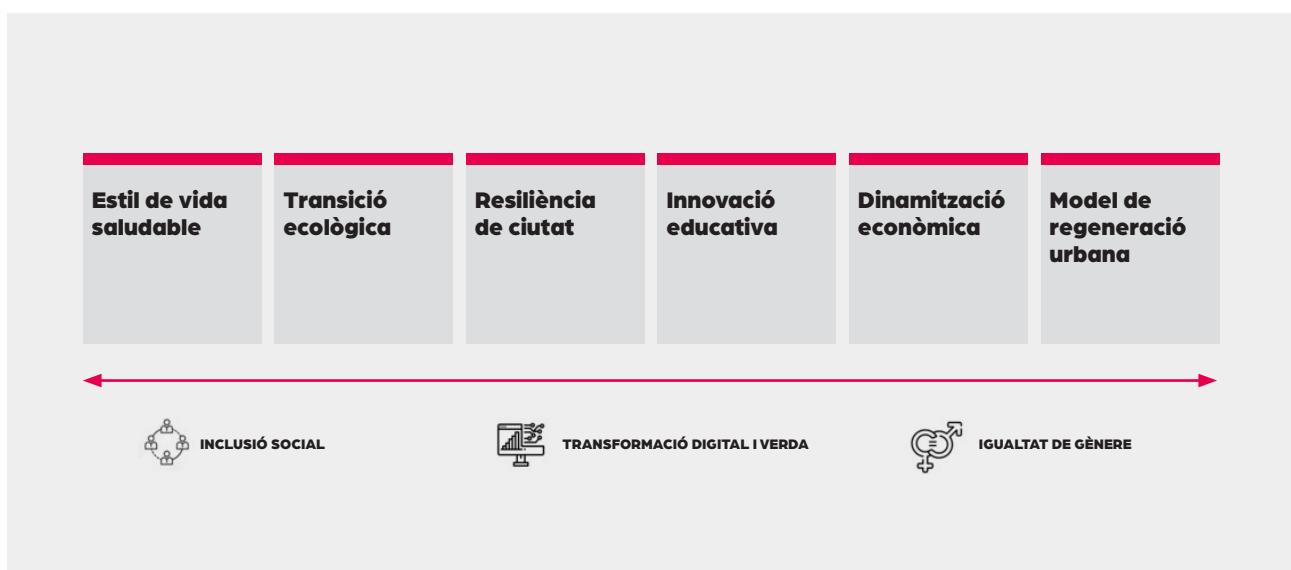 Estil de vida
saludable
Transició
ecològica
Resiliència
de ciutat
Innovació
educativa
Dinamització
econòmica
Model de
regeneració
urbana
INCLUSIÓ SOCIAL
TRANSFORMACIÓ DIGITAL I VERDA
IGUALTAT DE GÈNERE